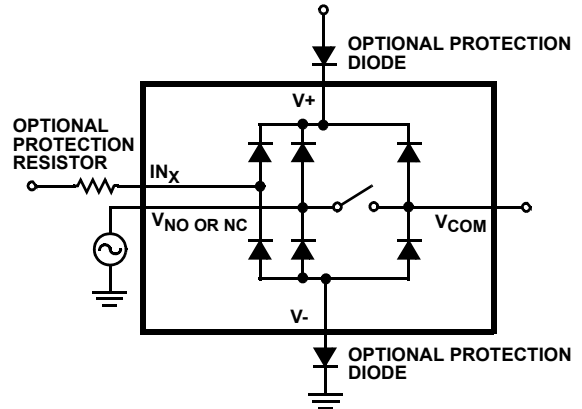 OPTIONAL PROTECTION
DIODE
V+
OPTIONAL
PROTECTION
RESISTOR
INX
VNO OR NC
VCOM
V-
OPTIONAL PROTECTION
DIODE